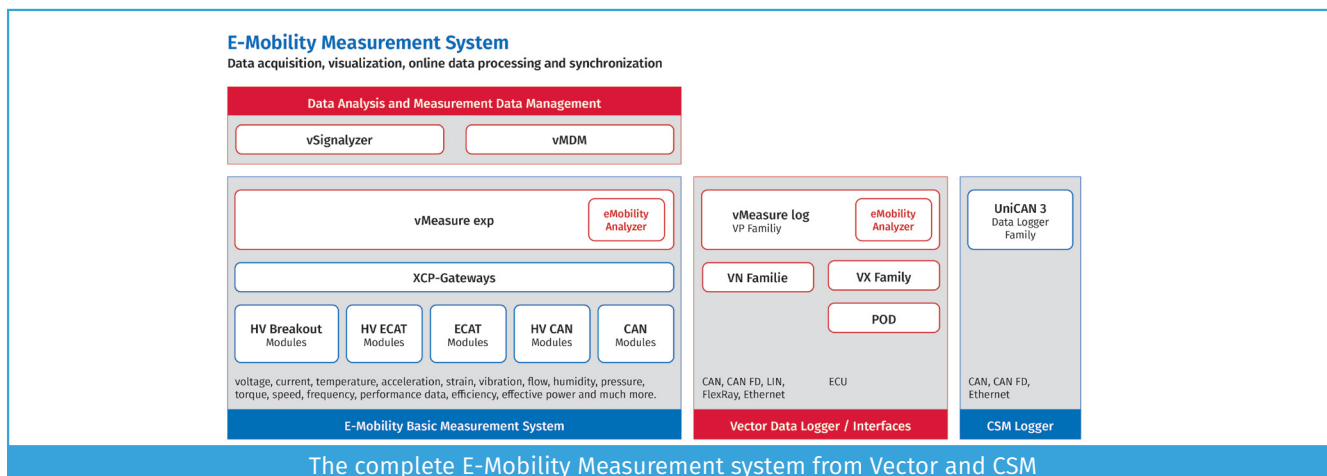 E-Mobility Measurement System
Data acquisition, visualization, online data processing and synchronization
Data Analysis and Measurement Data Management
vSignalyzer
vMDM
vMeasure exp
eMobility
Analyzer
XCP-Gateways
HV Breakout
Modules
HV ECAT
Modules
ECAT
Modules
HV CAN
Modules
CAN
Modules
voltage, current, temperature, acceleration, strain, vibration, flow, humidity, pressure,
torque, speed, frequency, performance data, efficiency, effective power and much more.
E-Mobility Basic Measurement System
vMeasure log
VP Familiy
eMobility
Analyzer
VN Familie
VX Family
POD
CAN, CAN FD, LIN,
FlexRay, Ethernet
ECU
Vector Data Logger / Interfaces
UniCAN 3
Data Logger
Family
CAN, CAN FD,
Ethernet
CSM Logger
The complete E-Mobility Measurement system from Vector and CSM